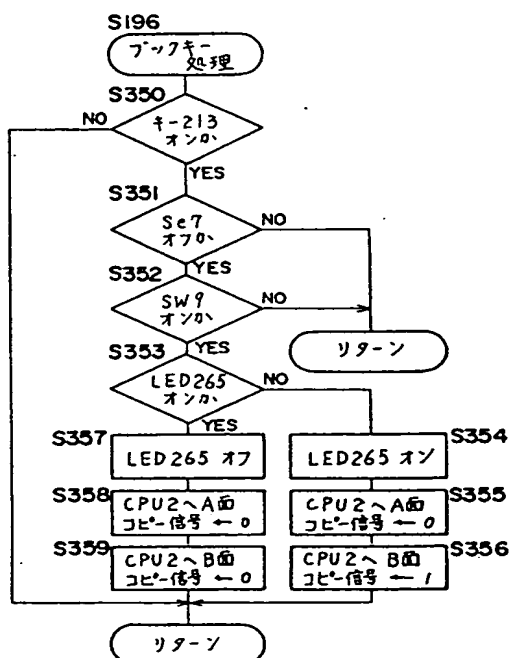 S196
ブックキー
処理
S350
キー213
オンか
NO
YES
S351
Se7
オフか
NO
YES
S352
SW9
オンか
NO
YES
リターン
S353
LED265
オンか
NO
YES
S357
LED265 オフ
S354
LED265 オン
S358
CPU2へA面
コピー信号 ← 0
S355
CPU2へA面
コピー信号 ← 0
S359
CPU2へB面
コピー信号 ← 0
S356
CPU2へB面
コピー信号 ← 1
リターン